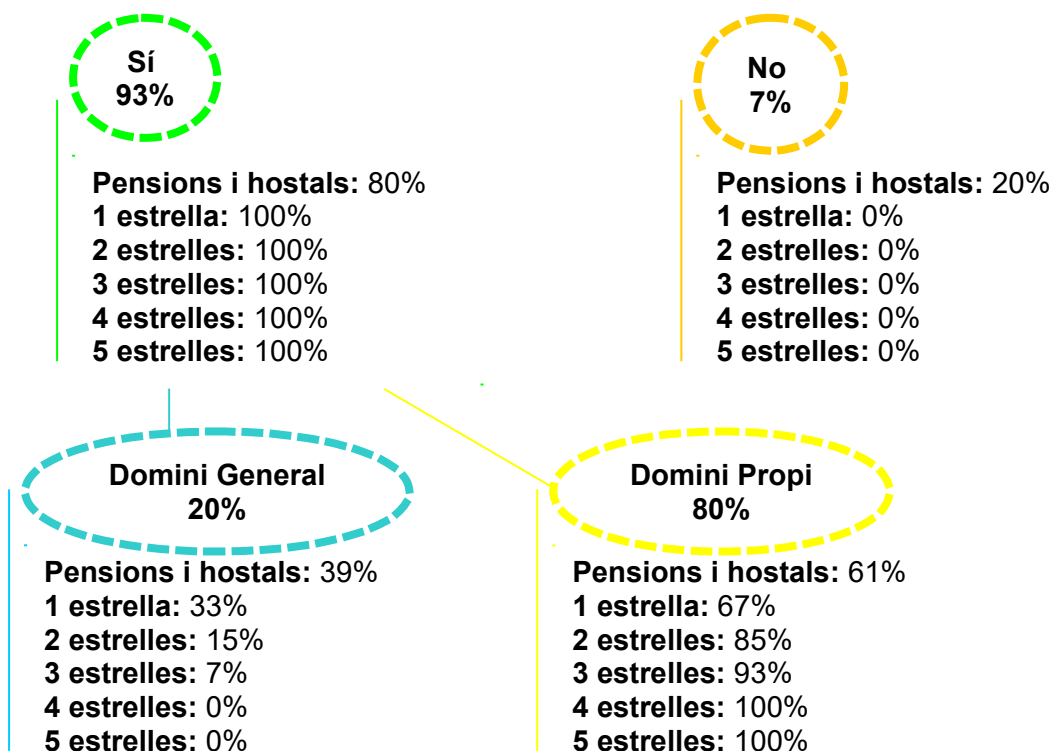 Sí
93%
Pensions i hostals: 80%
1 estrella: 100%
2 estrelles: 100%
3 estrelles: 100%
4 estrelles: 100%
5 estrelles: 100%
No
7%
Pensions i hostals: 20%
1 estrella: 0%
2 estrelles: 0%
3 estrelles: 0%
4 estrelles: 0%
5 estrelles: 0%
Domini General
20%
Pensions i hostals: 39%
1 estrella: 33%
2 estrelles: 15%
3 estrelles: 7%
4 estrelles: 0%
5 estrelles: 0%
Domini Propi
80%
Pensions i hostals: 61%
1 estrella: 67%
2 estrelles: 85%
3 estrelles: 93%
4 estrelles: 100%
5 estrelles: 100%